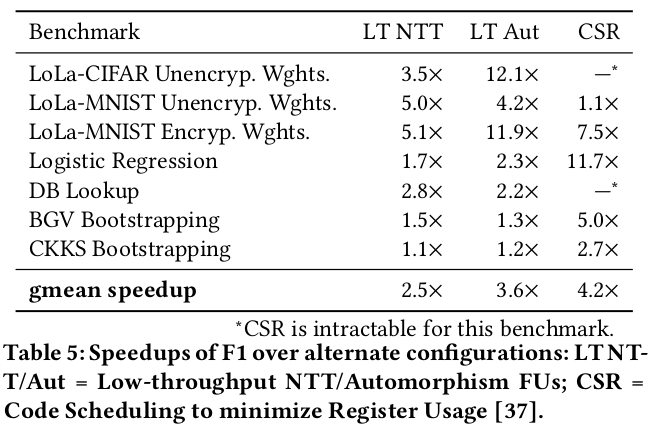 Benchmark LT NTT LT Aut CSR
LoLa-CIFAR Unencryp. Wghts. 3.5× 12.1× —*
LoLa-MNIST Unencryp. Wghts. 5.0× 4.2× 1.1×
LoLa-MNIST Encryp. Wghts. 5.1× 11.9× 7.5×
Logistic Regression 1.7× 2.3× 11.7×
DB Lookup 2.8× 2.2× —*
BGV Bootstrapping 1.5× 1.3× 5.0×
CKKS Bootstrapping 1.1× 1.2× 2.7×
gmean speedup 2.5× 3.6× 4.2×
*CSR is intractable for this benchmark.
Table 5: Speedups of F1 over alternate configurations: LT NT-
T/Aut = Low-throughput NTT/Automorphism FUs; CSR =
Code Scheduling to minimize Register Usage [37].